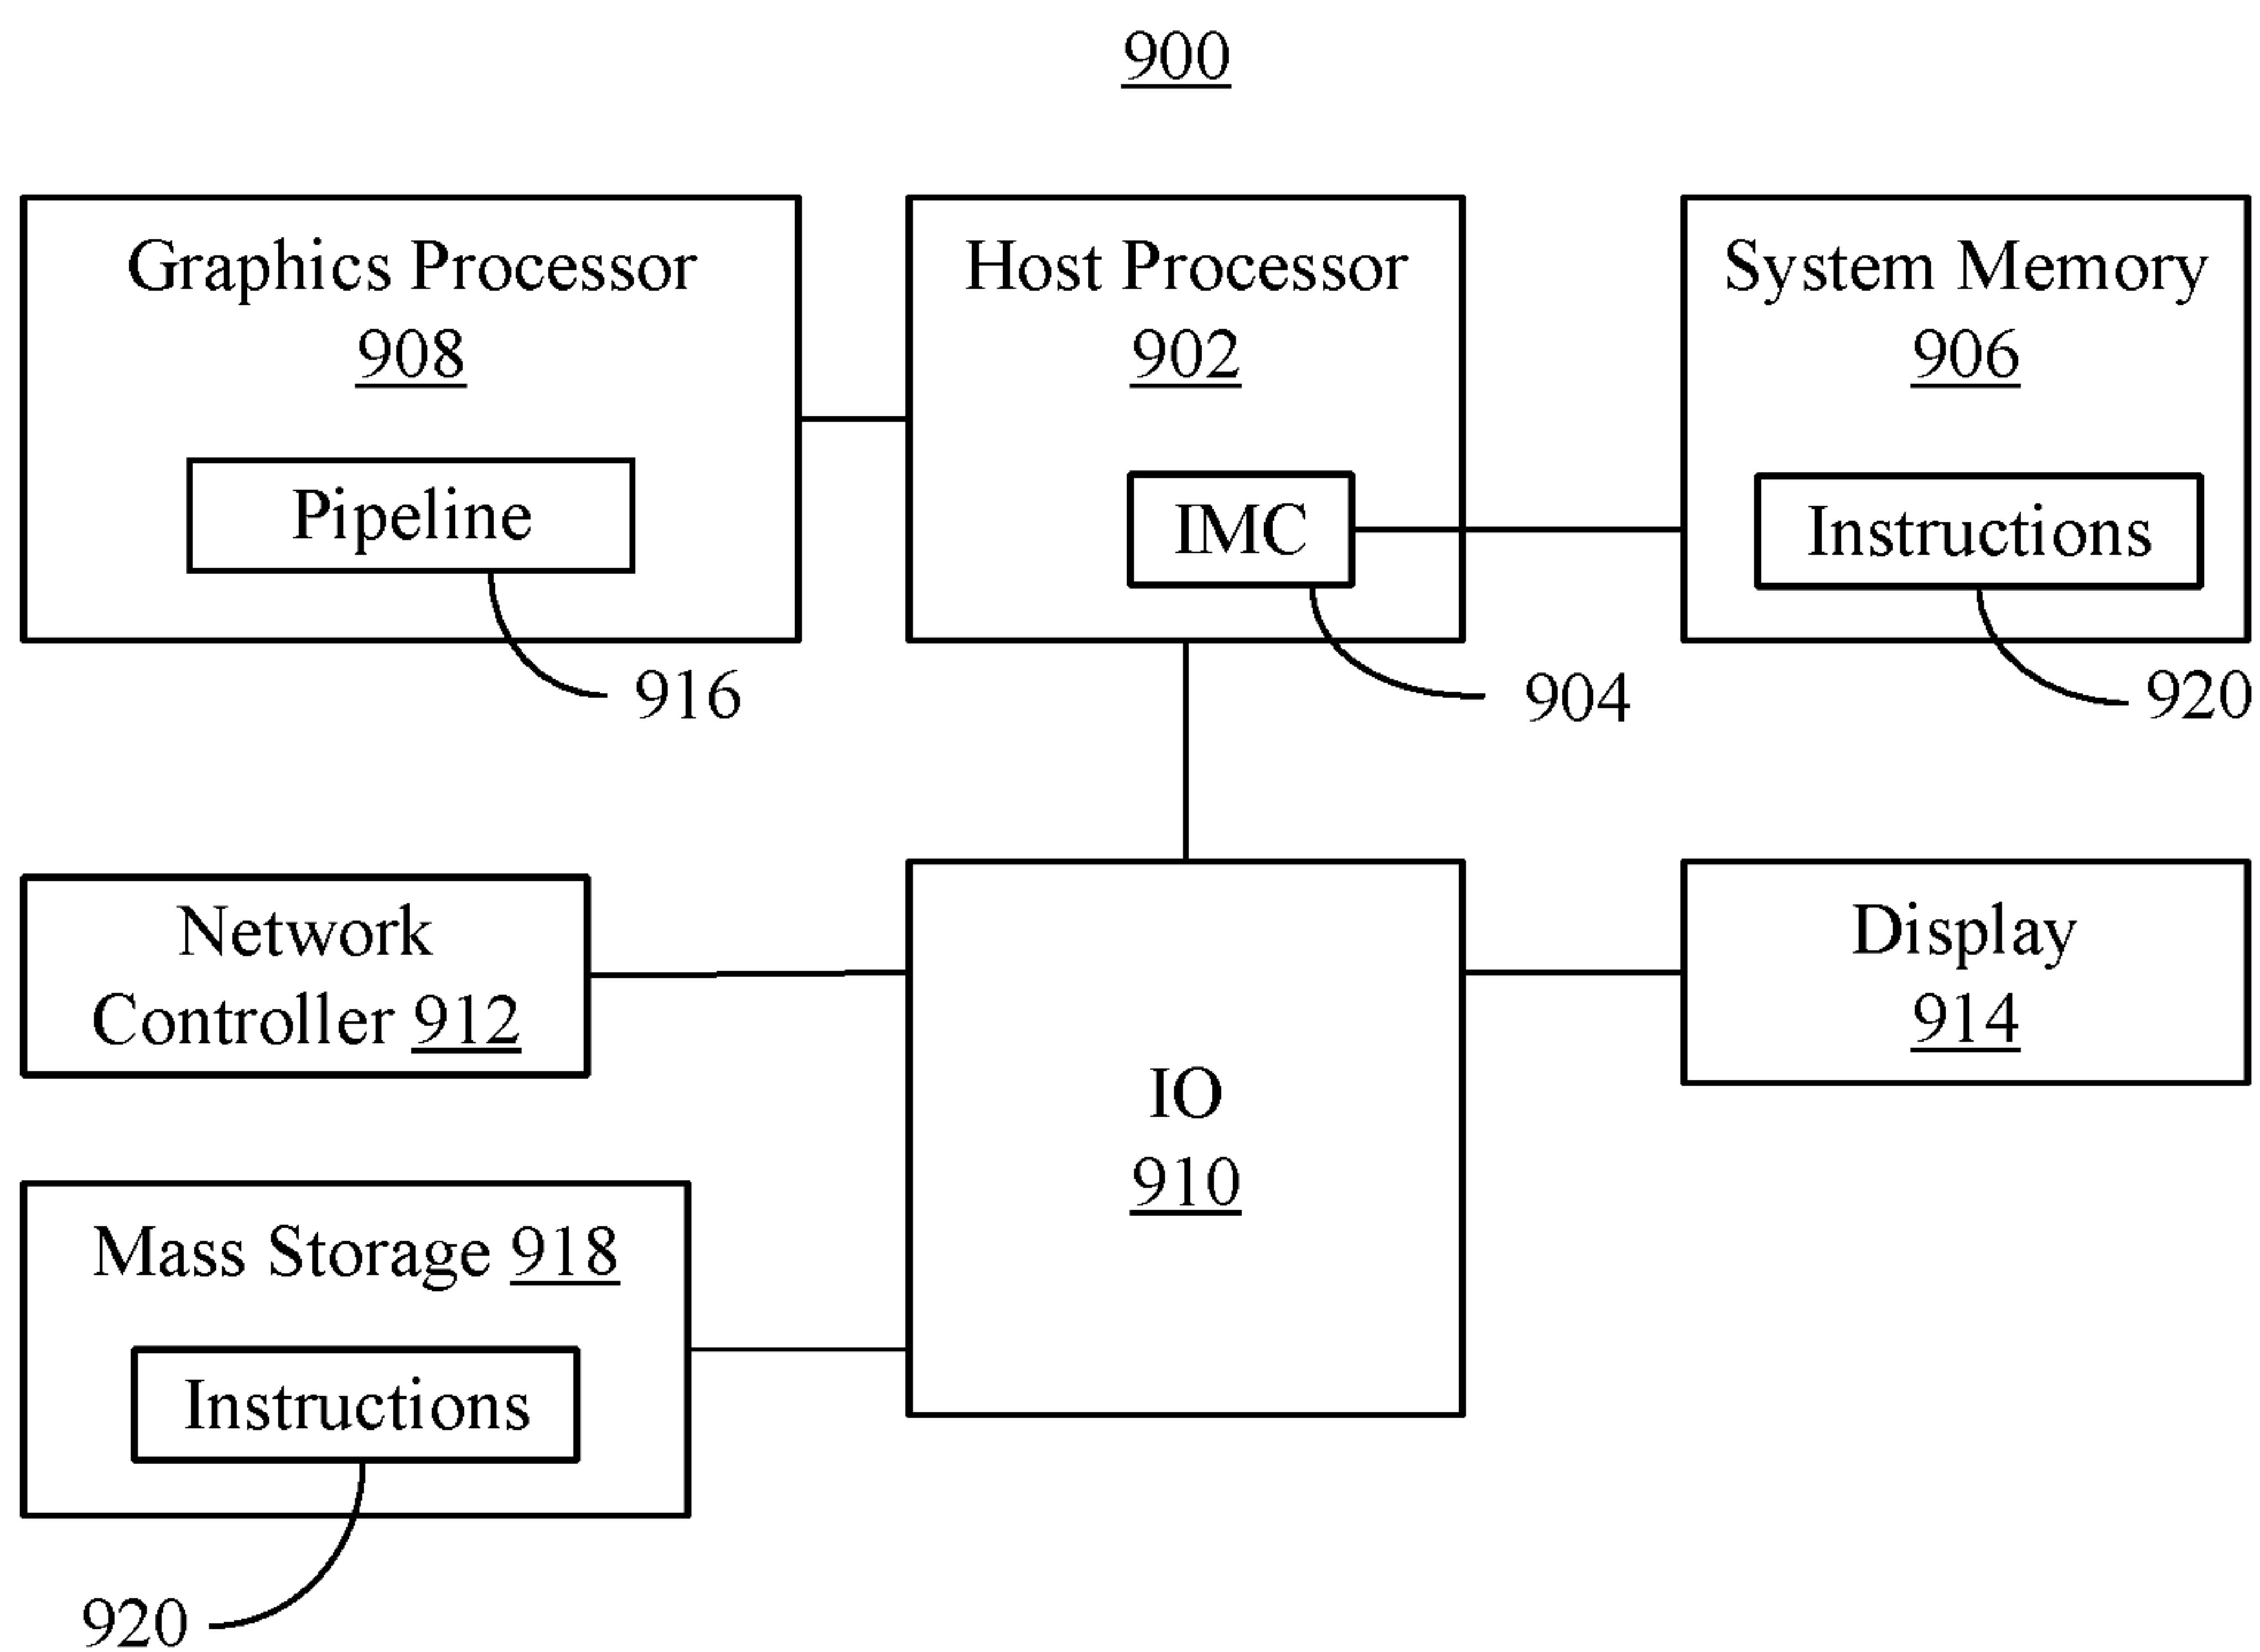 900
Graphics Processor
908
Pipeline
916
Host Processor
902
IMC
904
System Memory
906
Instructions
920
Network
Controller 912
IO
910
Display
914
Mass Storage 918
Instructions
920